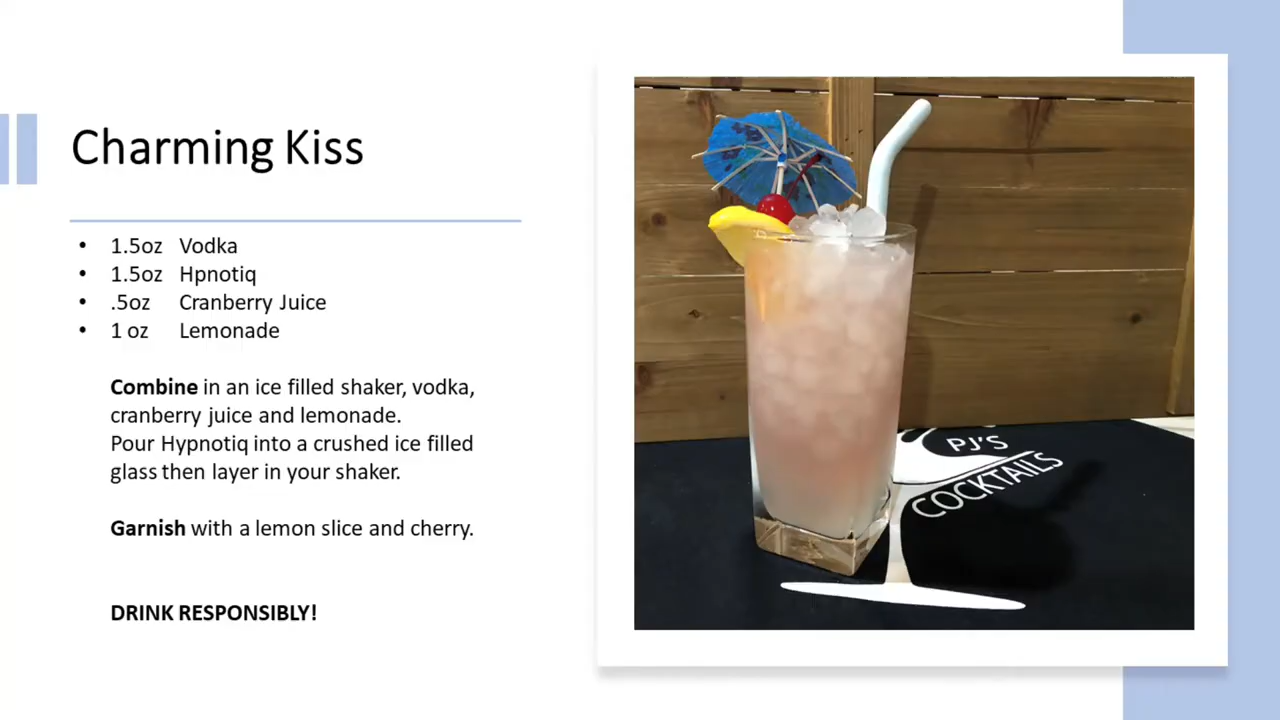 Charming Kiss
• 1.5oz Vodka
• 1.5oz Hpnotiq
• .5oz Cranberry Juice
• 1 oz Lemonade
Combine in an ice filled shaker, vodka,
cranberry juice and lemonade.
Pour Hypnotiq into a crushed ice filled
glass then layer in your shaker.
Garnish with a lemon slice and cherry.
DRINK RESPONSIBLY!
PJ'S
COCKTAILS